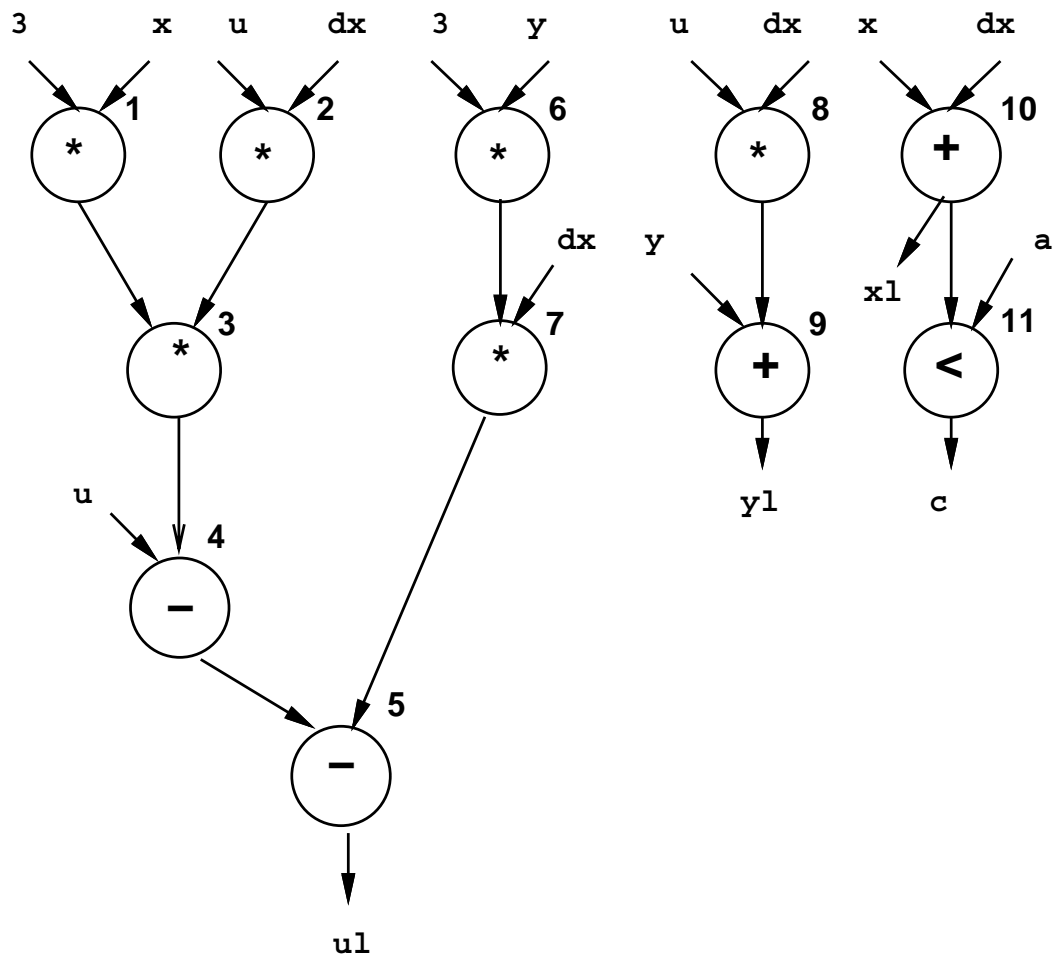 3 x u dx 3 y u dx x dx
1 2 6 8 10
* * * * +
dx
y a
xl
3 7 9 11
* * + <
u yl c
4
-
5
-
ul